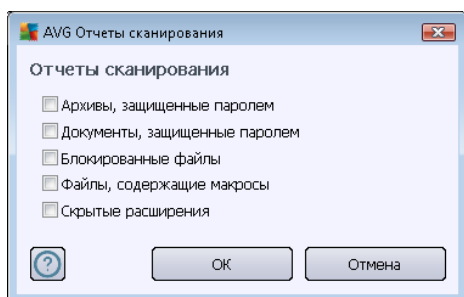 AVG Отчеты сканирования
Отчеты сканирования
Архивы, защищенные паролем
Документы, защищенные паролем
Блокированные файлы
Файлы, содержащие макросы
Скрытые расширения
?
ОК
Отмена